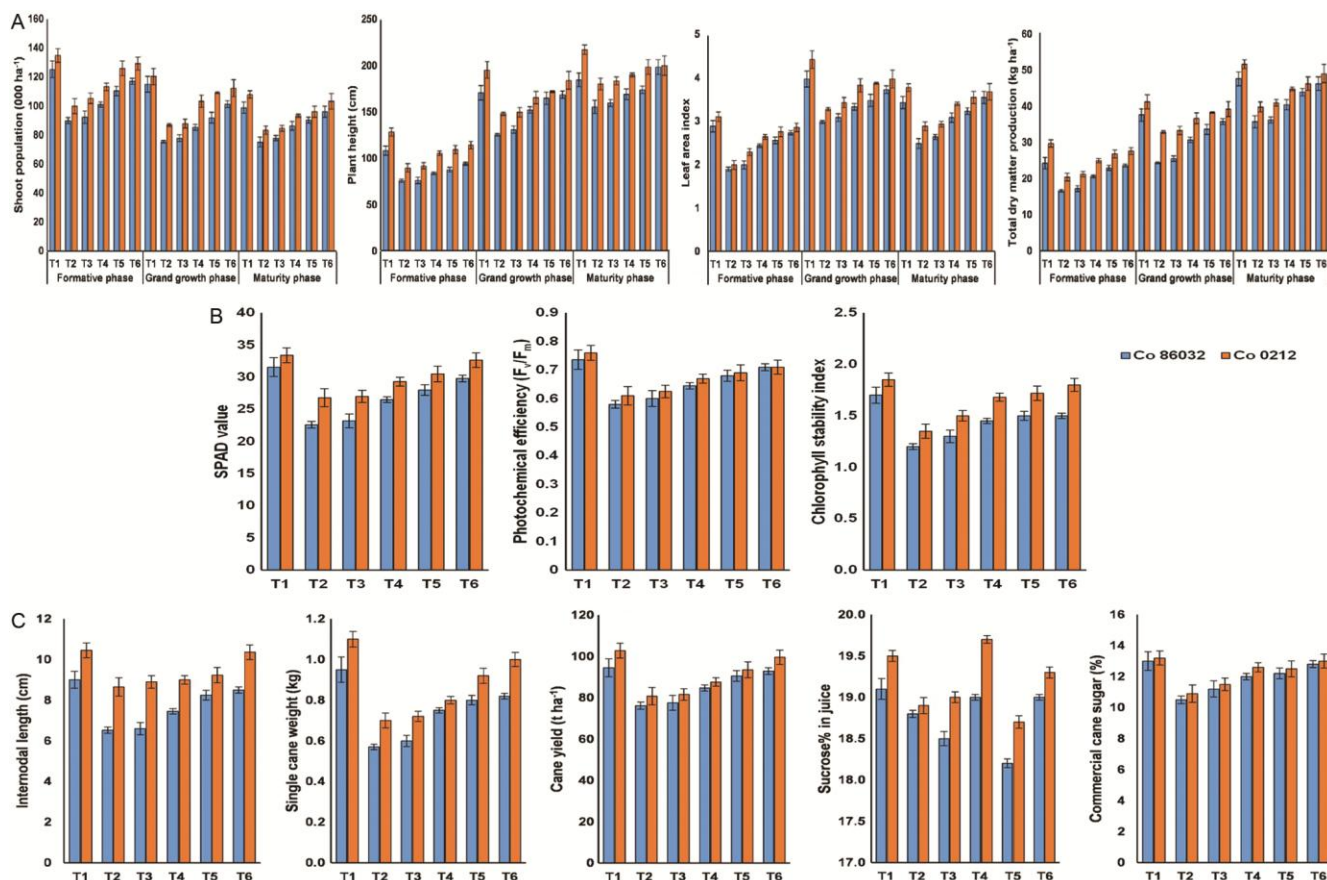 A
Shoot population (000 ha⁻¹)
160
140
120
100
80
60
40
20
0
T1 T2 T3 T4 T5 T6 T1 T2 T3 T4 T5 T6 T1 T2 T3 T4 T5 T6
Formative phase Grand growth phase Maturity phase
Plant height (cm)
250
200
150
100
50
0
T1 T2 T3 T4 T5 T6 T1 T2 T3 T4 T5 T6 T1 T2 T3 T4 T5 T6
Formative phase Grand growth phase Maturity phase
Leaf area index
5
4
3
2
1
0
T1 T2 T3 T4 T5 T6 T1 T2 T3 T4 T5 T6 T1 T2 T3 T4 T5 T6
Formative phase Grand growth phase Maturity phase
Total dry matter production (kg ha⁻¹)
60
50
40
30
20
10
0
T1 T2 T3 T4 T5 T6 T1 T2 T3 T4 T5 T6 T1 T2 T3 T4 T5 T6
Formative phase Grand growth phase Maturity phase
B
SPAD value
40
35
30
25
20
15
10
5
0
T1 T2 T3 T4 T5 T6
Photochemical efficiency (Fv/Fm)
0.9
0.8
0.7
0.6
0.5
0.4
0.3
0.2
0.1
0
T1 T2 T3 T4 T5 T6
Chlorophyll stability index
2.5
2.0
1.5
1.0
0.5
0.0
T1 T2 T3 T4 T5 T6
Co 86032 Co 0212
C
Internodal length (cm)
12
10
8
6
4
2
0
T1 T2 T3 T4 T5 T6
Single cane weight (kg)
1.2
1.0
0.8
0.6
0.4
0.2
0.0
T1 T2 T3 T4 T5 T6
Cane yield (t ha⁻¹)
120
100
80
60
40
20
0
T1 T2 T3 T4 T5 T6
Sucrose% in juice
20.0
19.5
19.0
18.5
18.0
17.5
17.0
T1 T2 T3 T4 T5 T6
Commercial cane sugar (%)
16
14
12
10
8
6
4
2
0
T1 T2 T3 T4 T5 T6